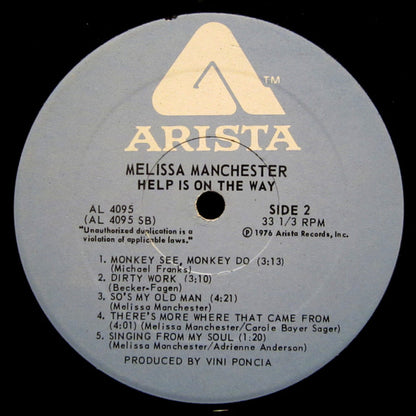 TM
ARISTA
MELISSA MANCHESTER
HELP IS ON THE WAY
AL 4095
(AL 4095 SB)
"Unauthorized duplication is a
violation of applicable laws."
SIDE 2
33 1/3 RPM
Ⓟ 1976 Arista Records, Inc.
1. MONKEY SEE, MONKEY DO (3:13)
(Michael Franks)
2. DIRTY WORK (3:10)
(Becker-Fagen)
3. SO'S MY OLD MAN (4:21)
(Melissa Manchester)
4. THERE'S MORE WHERE THAT CAME FROM
(4:01) (Melissa Manchester/Carole Bayer Sager)
5. SINGING FROM MY SOUL (1:20)
(Melissa Manchester/Adrienne Anderson)
PRODUCED BY VINI PONCIA